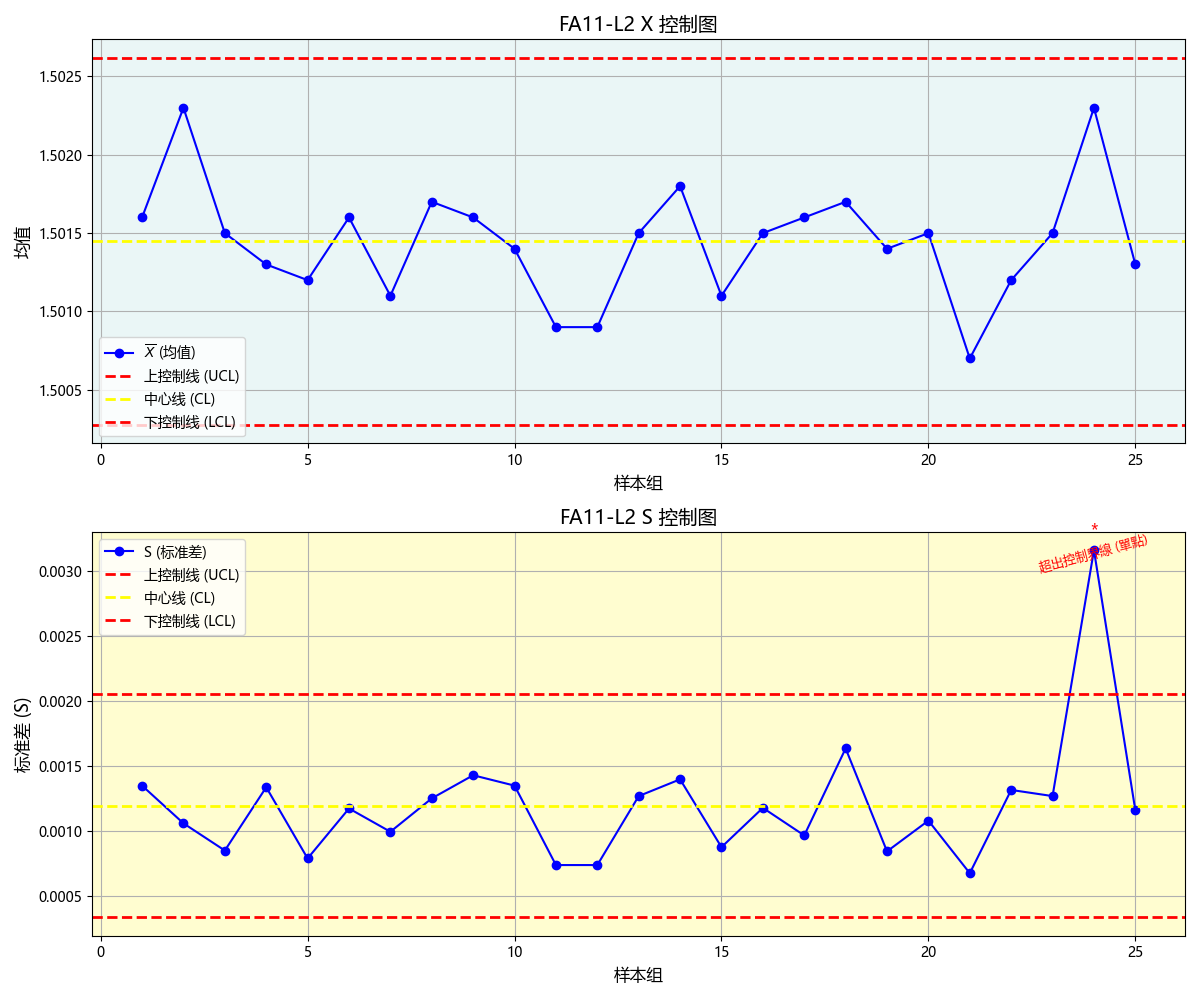 FA11-L2 X 控制图
1.5025
1.5020
1.5015
1.5010
1.5005
均值
X (均值)
上控制线 (UCL)
中心线 (CL)
下控制线 (LCL)
0 5 10 15 20 25
样本组
FA11-L2 S 控制图
*
超出控制界線 (單點)
0.0030
0.0025
0.0020
0.0015
0.0010
0.0005
标准差 (S)
S (标准差)
上控制线 (UCL)
中心线 (CL)
下控制线 (LCL)
0 5 10 15 20 25
样本组